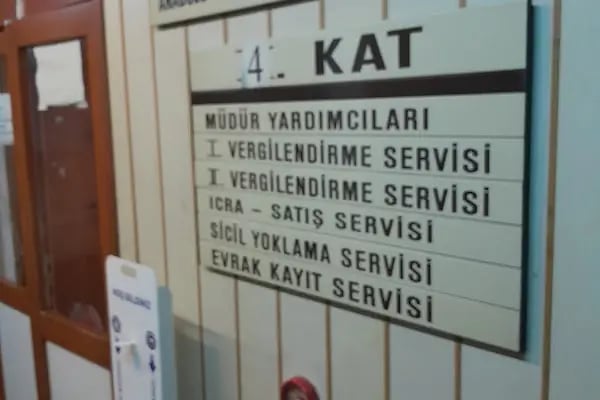 4. KAT
MÜDÜR YARDIMCILARI
I VERGİLENDİRME SERVİSİ
II VERGİLENDİRME SERVİSİ
İCRA - SATIŞ SERVİSİ
SİCİL YOKLAMA SERVİSİ
EVRAK KAYIT SERVİSİ